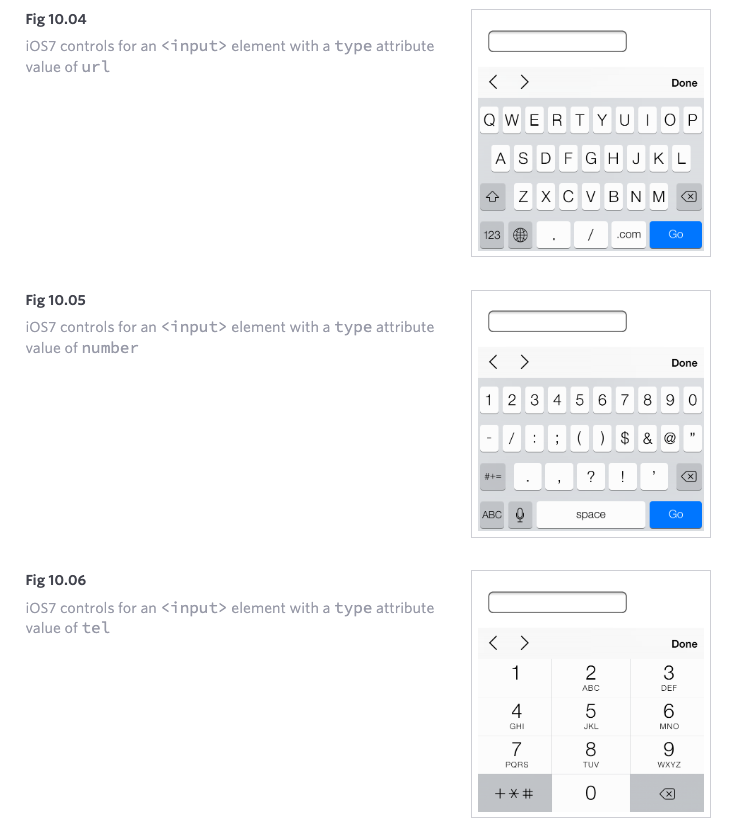 Fig 10.04
iOS7 controls for an <input> element with a type attribute
value of url
Done
Q W E R T Y U I O P
A S D F G H J K L
Z X C V B N M
123 . / .com Go
Fig 10.05
iOS7 controls for an <input> element with a type attribute
value of number
Done
1 2 3 4 5 6 7 8 9 0
- / : ; ( ) $ & @ "
#+= . , ? ! '
ABC space Go
Fig 10.06
iOS7 controls for an <input> element with a type attribute
value of tel
Done
1 2 3
ABC DEF
4 5 6
GHI JKL MNO
7 8 9
PQRS TUV WXYZ
+*# 0